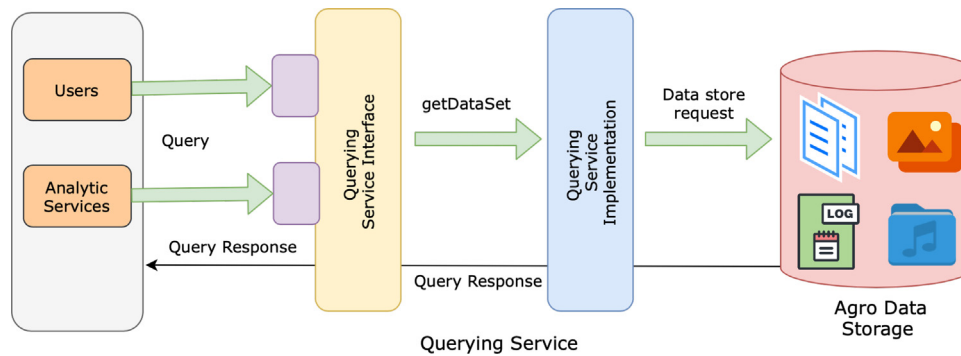 Users
Query
Analytic
Services
Query Response
Querying
Service Interface
getDataSet
Query Response
Querying
Service
Implementation
Data store
request
LOG
Agro Data
Storage
Querying Service